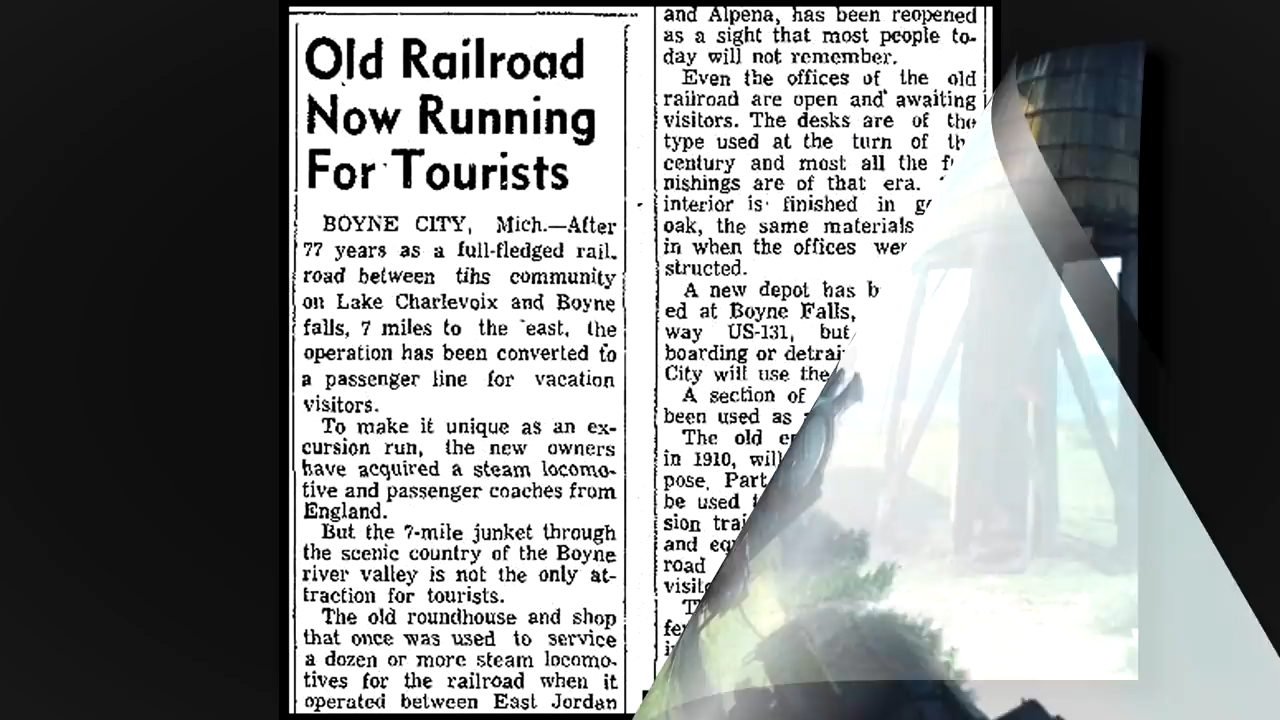 Old Railroad
Now Running
For Tourists
BOYNE CITY, Mich.—After
77 years as a full-fledged rail-
road between tihs community
on Lake Charlevoix and Boyne
falls, 7 miles to the east, the
operation has been converted to
a passenger line for vacation
visitors.
To make it unique as an ex-
cursion run, the new owners
have acquired a steam locomo-
tive and passenger coaches from
England.
But the 7-mile junket through
the scenic country of the Boyne
river valley is not the only at-
traction for tourists.
The old roundhouse and shop
that once was used to service
a dozen or more steam locomo-
tives for the railroad when it
operated between East Jordan
and Alpena, has been reopened
as a sight that most people to-
day will not remember.
Even the offices of the old
railroad are open and awaiting
visitors. The desks are of the
type used at the turn of
century and most all the
nishings are of that era.
interior is finished in
oak, the same materials
in when the offices
structed.
A new depot has
ed at Boyne Falls,
way US-131, but
boarding or
City will use the
A section of
been used as
The old
in 1910, will
pose. Part
be used
sion
and
road